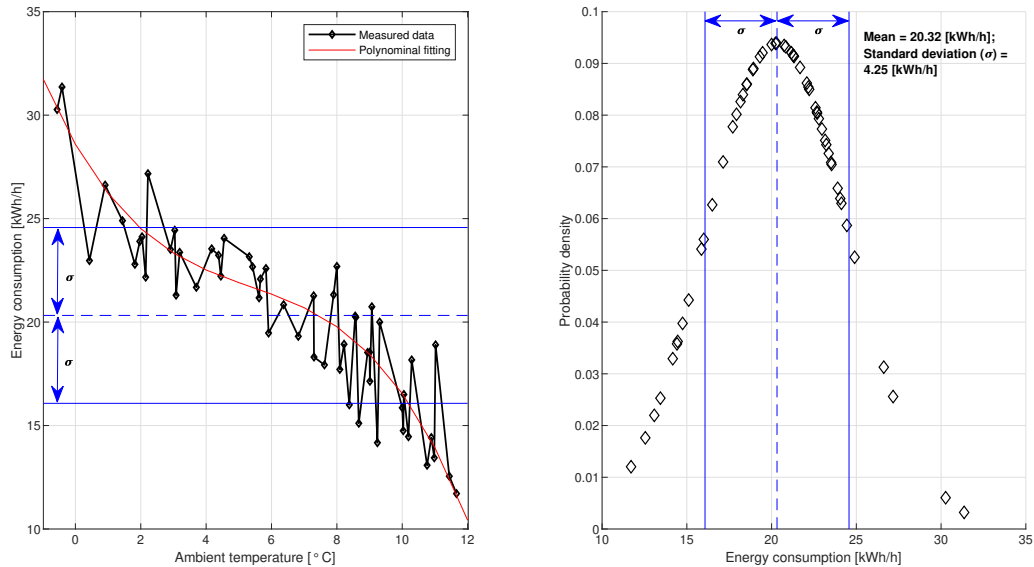 Measured data
Polynominal fitting
Energy consumption [kWh/h]
35
30
25
20
15
10
σ
σ
0 2 4 6 8 10 12
Ambient temperature [°C]
Probability density
0.1
0.09
0.08
0.07
0.06
0.05
0.04
0.03
0.02
0.01
0
σ σ
Mean = 20.32 [kWh/h];
Standard deviation (σ) =
4.25 [kWh/h]
10 15 20 25 30 35
Energy consumption [kWh/h]